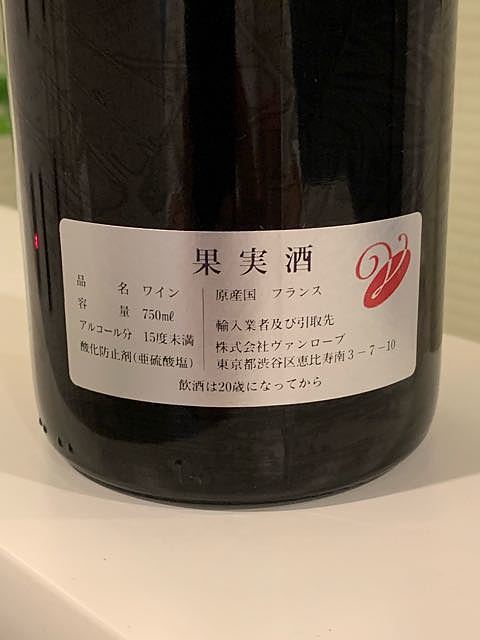 果実酒
品名 ワイン
容量 750㎖
アルコール分 15度未満
酸化防止剤(亜硫酸塩)
原産国 フランス
輸入業者及び引取先
株式会社ヴァンローブ
東京都渋谷区恵比寿南3-7-10
飲酒は20歳になってから